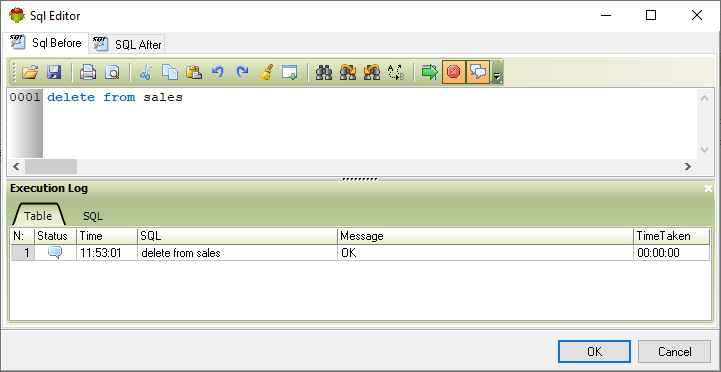 Sql Editor
Sql Before SQL After
0001 delete from sales
Execution Log
Table SQL
N: Status Time SQL Message TimeTaken
1 11:53:01 delete from sales OK 00:00:00
OK Cancel